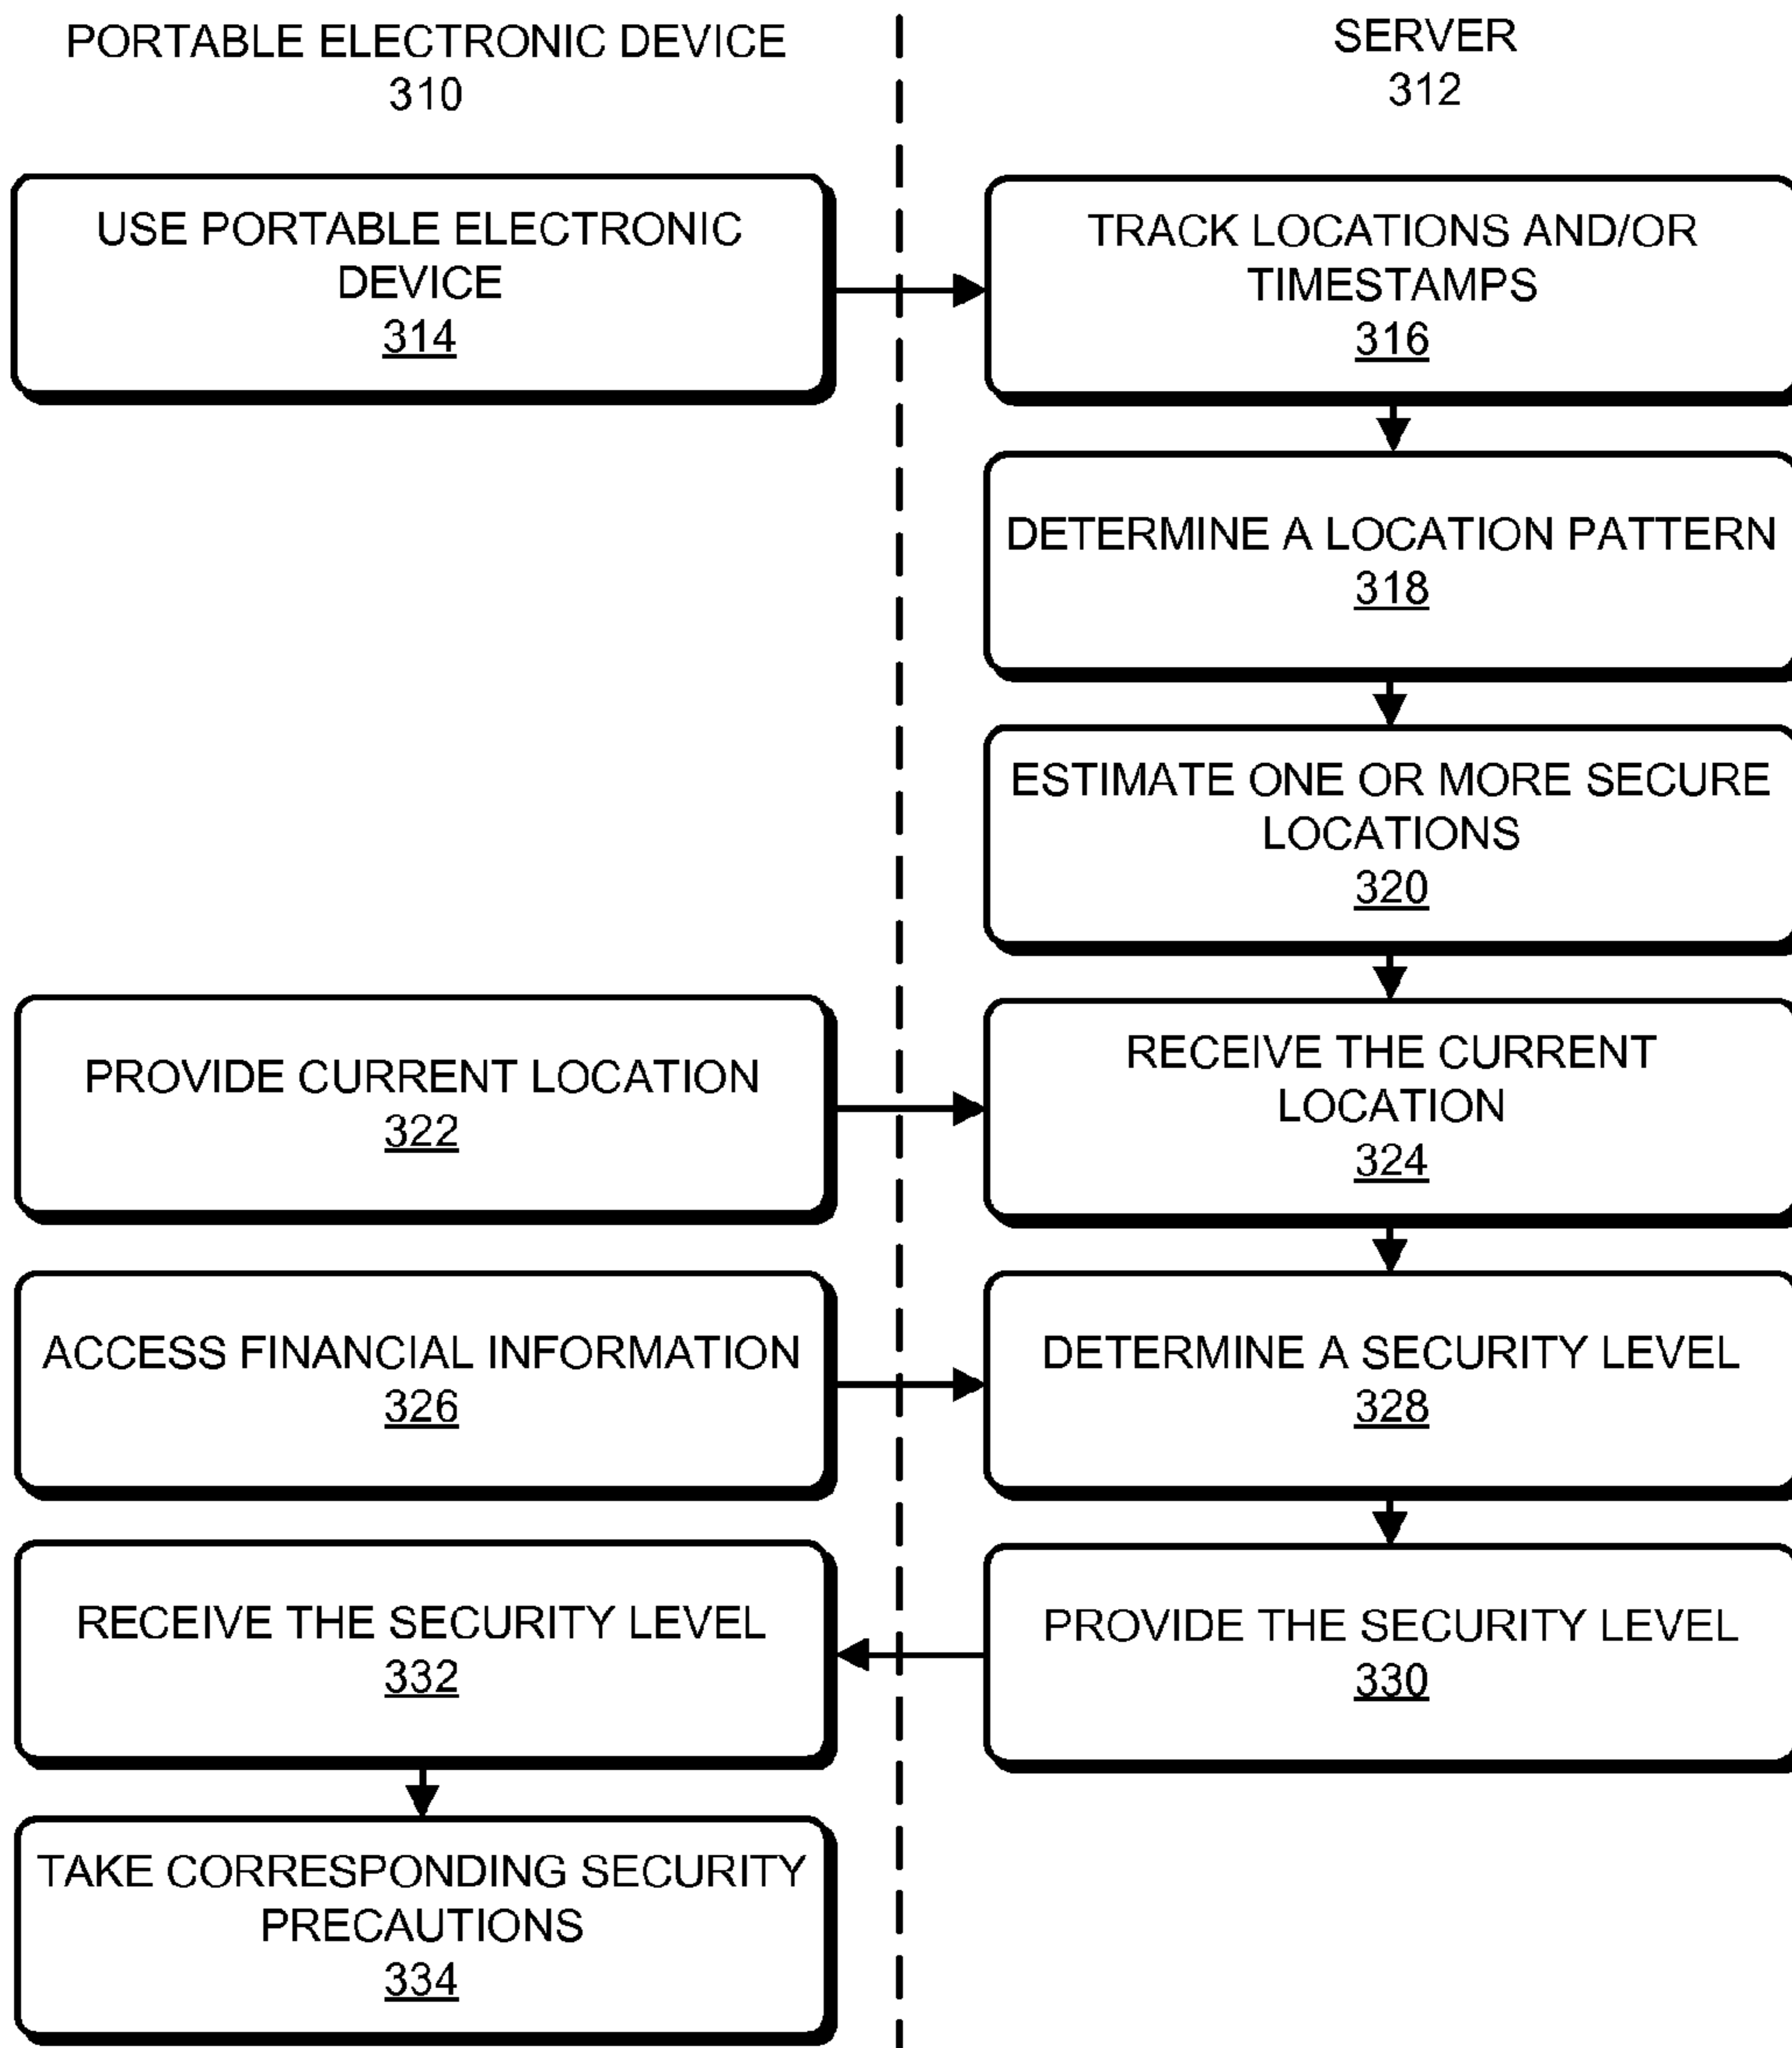 PORTABLE ELECTRONIC DEVICE
310
SERVER
312
USE PORTABLE ELECTRONIC
DEVICE
314
TRACK LOCATIONS AND/OR
TIMESTAMPS
316
DETERMINE A LOCATION PATTERN
318
ESTIMATE ONE OR MORE SECURE
LOCATIONS
320
PROVIDE CURRENT LOCATION
322
RECEIVE THE CURRENT
LOCATION
324
ACCESS FINANCIAL INFORMATION
326
DETERMINE A SECURITY LEVEL
328
RECEIVE THE SECURITY LEVEL
332
PROVIDE THE SECURITY LEVEL
330
TAKE CORRESPONDING SECURITY
PRECAUTIONS
334